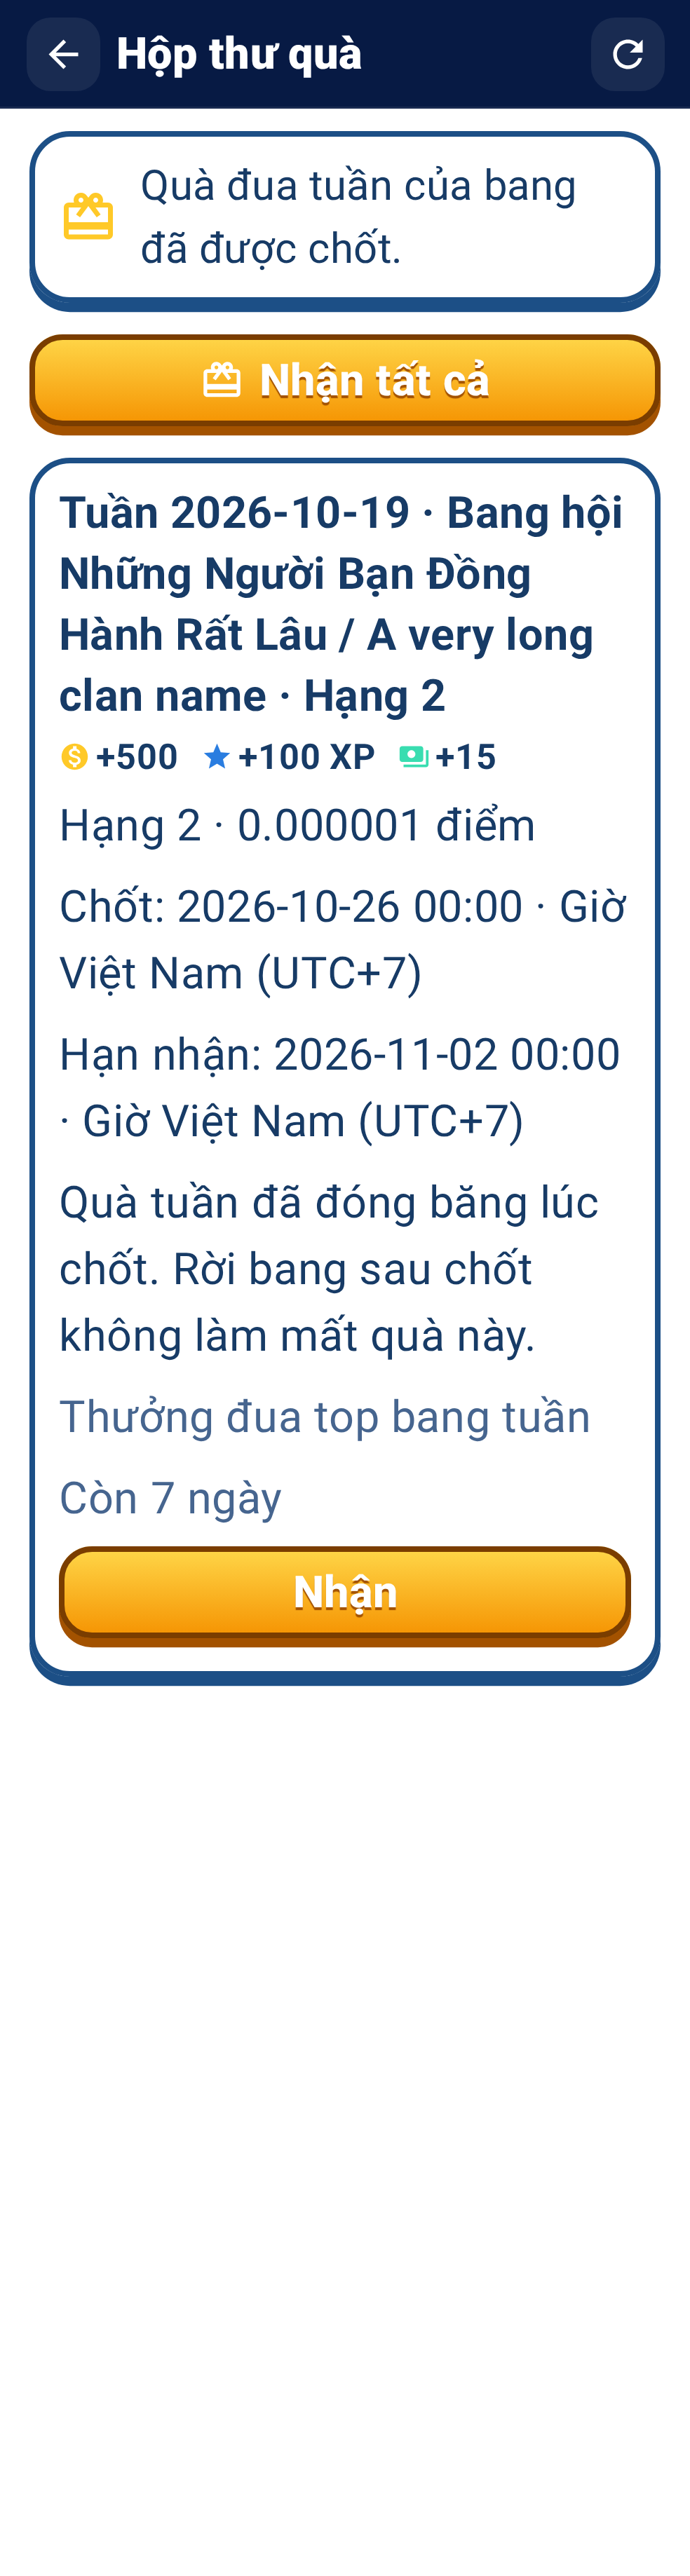 Hộp thư quà
Quà đua tuần của bang
đã được chốt.
Nhận tất cả
Tuần 2026-10-19 · Bang hội
Những Người Bạn Đồng
Hành Rất Lâu / A very long
clan name · Hạng 2
+500 +100 XP +15
Hạng 2 · 0.000001 điểm
Chốt: 2026-10-26 00:00 · Giờ
Việt Nam (UTC+7)
Hạn nhận: 2026-11-02 00:00
· Giờ Việt Nam (UTC+7)
Quà tuần đã đóng băng lúc
chốt. Rời bang sau chốt
không làm mất quà này.
Thưởng đua top bang tuần
Còn 7 ngày
Nhận